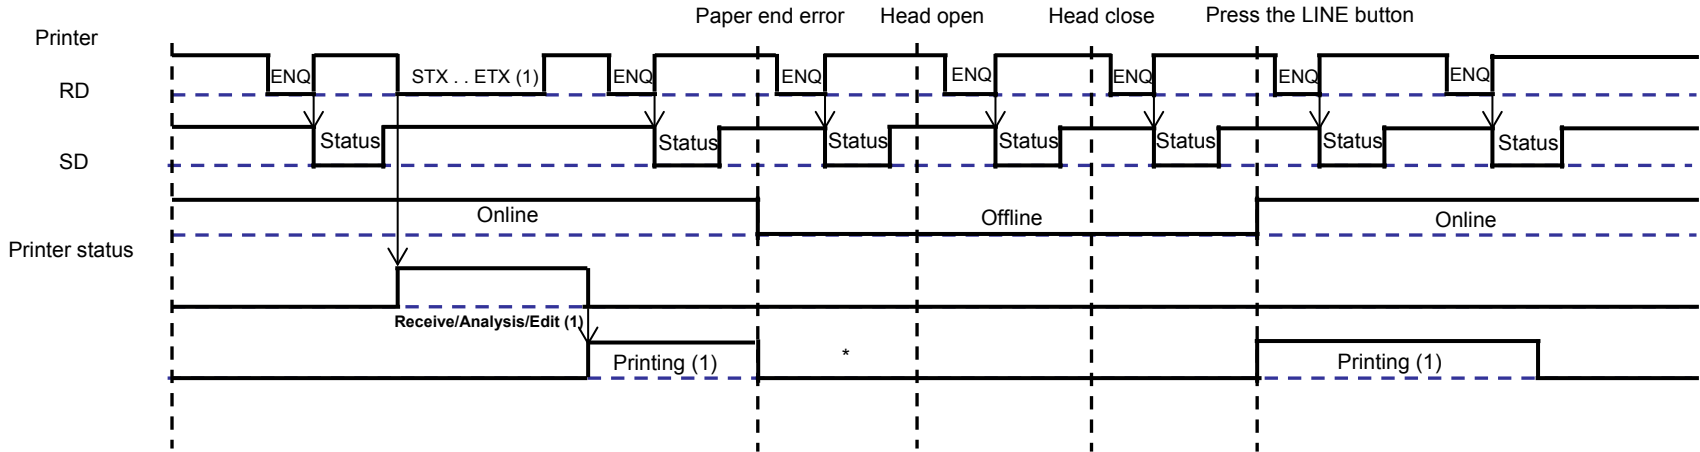 Paper end error Head open Head close Press the LINE button
Printer
ENQ STX . . ETX (1) ENQ ENQ ENQ ENQ ENQ ENQ
RD
Status Status Status Status Status Status Status
SD
Online Offline Online
Printer status
Receive/Analysis/Edit (1)
Printing (1) * Printing (1)